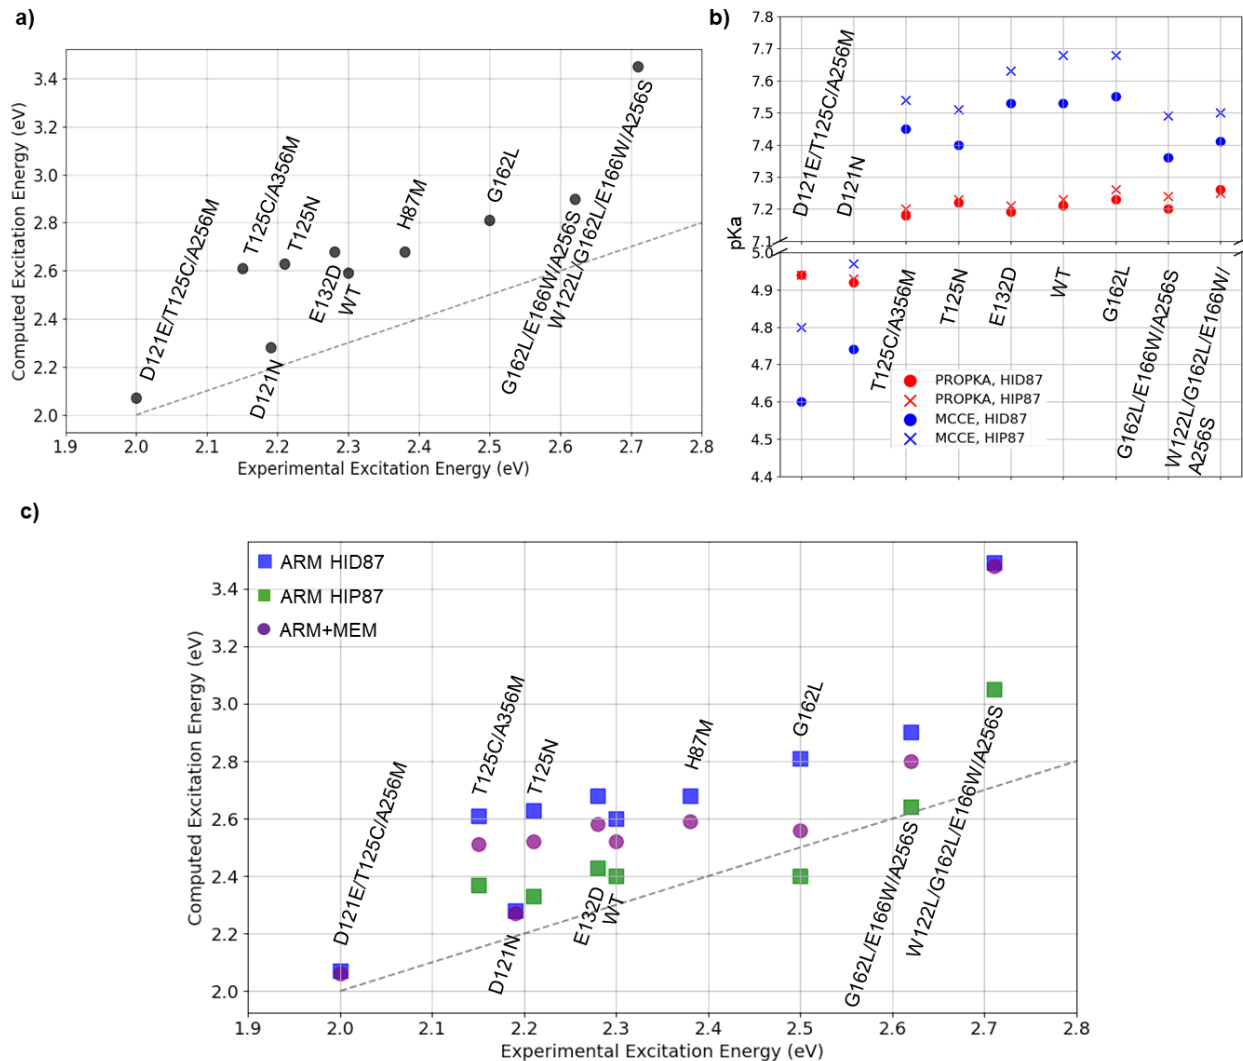 a)
Computed Excitation Energy (eV)
3.4
3.2
3.0
2.8
2.6
2.4
2.2
2.0
D121E/T125C/A256M
T125C/A356M
T125N
D121N
E132D
WT
H87M
G162L
G162L/E166W/A256S
W122L/G162L/E166W/A256S
1.9 2.0 2.1 2.2 2.3 2.4 2.5 2.6 2.7 2.8
Experimental Excitation Energy (eV)
b)
pKa
7.8
7.7
7.6
7.5
7.4
7.3
7.2
7.1
5.0
4.9
4.8
4.7
4.6
4.5
4.4
D121E/T125C/A256M
D121N
T125C/A356M
T125N
E132D
WT
G162L
G162L/E166W/A256S
W122L/G162L/E166W/
A256S
PROPKA, HID87
PROPKA, HIP87
MCCE, HID87
MCCE, HIP87
c)
Computed Excitation Energy (eV)
3.4
3.2
3.0
2.8
2.6
2.4
2.2
2.0
ARM HID87
ARM HIP87
ARM+MEM
D121E/T125C/A256M
T125C/A356M
T125N
D121N
E132D
WT
H87M
G162L
G162L/E166W/A256S
W122L/G162L/E166W/A256S
1.9 2.0 2.1 2.2 2.3 2.4 2.5 2.6 2.7 2.8
Experimental Excitation Energy (eV)